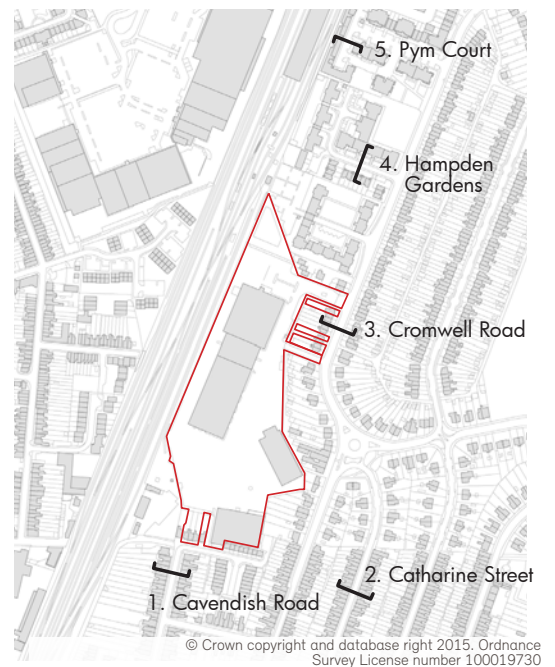 5. Pym Court
4. Hampden
Gardens
3. Cromwell Road
2. Catharine Street
1. Cavendish Road
© Crown copyright and database right 2015. Ordnance
Survey License number 100019730